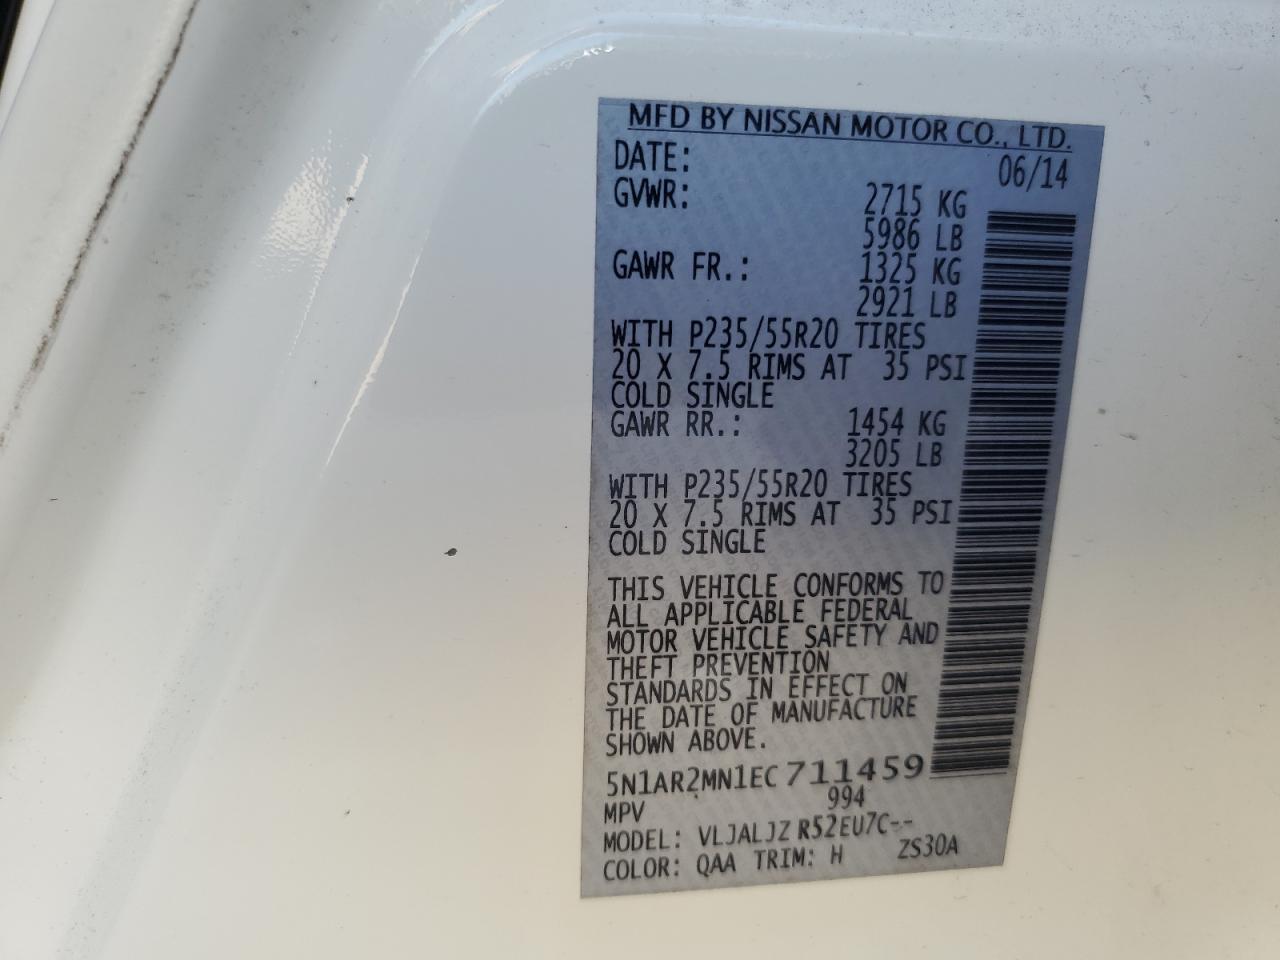 MFD BY NISSAN MOTOR CO., LTD.
DATE: 06/14
GVWR: 2715 KG
5986 LB
GAWR FR.: 1325 KG
2921 LB
WITH P235/55R20 TIRES
20 X 7.5 RIMS AT 35 PSI
COLD SINGLE
GAWR RR.: 1454 KG
3205 LB
WITH P235/55R20 TIRES
20 X 7.5 RIMS AT 35 PSI
COLD SINGLE
THIS VEHICLE CONFORMS TO
ALL APPLICABLE FEDERAL
MOTOR VEHICLE SAFETY AND
THEFT PREVENTION
STANDARDS IN EFFECT ON
THE DATE OF MANUFACTURE
SHOWN ABOVE.
5N1AR2MN1EC711459
MPV 994
MODEL: VLJALJZ R52EU7C--
COLOR: QAA TRIM: H ZS30A